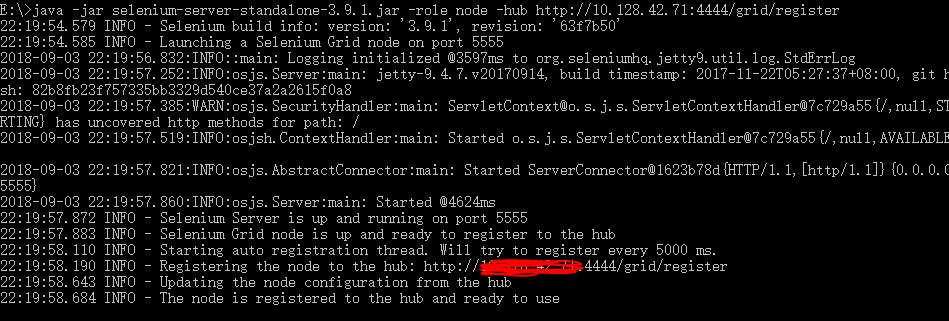 E:\>java -jar selenium-server-standalone-3.9.1.jar -role node -hub http://10.128.42.71:4444/grid/register
22:19:54.579 INFO - Selenium build info: version: '3.9.1', revision: '63f7b50'
22:19:54.585 INFO - Launching a Selenium Grid node on port 5555
2018-09-03 22:19:56.832:INFO::main: Logging initialized @3597ms to org.seleniumhq.jetty9.util.log.StdErrLog
2018-09-03 22:19:57.252:INFO:osjs.Server:main: jetty-9.4.7.v20170914, build timestamp: 2017-11-22T05:27:37+08:00, git h
sh: 82b8fb23f757335bb3329d540ce37a2a2615f0a8
2018-09-03 22:19:57.385:WARN:osjs.SecurityHandler:main: ServletContext@o.s.j.s.ServletContextHandler@7c729a55{/,null,ST
RTING} has uncovered http methods for path: /
2018-09-03 22:19:57.519:INFO:osjsh.ContextHandler:main: Started o.s.j.s.ServletContextHandler@7c729a55{/,null,AVAILABLE
2018-09-03 22:19:57.821:INFO:osjs.AbstractConnector:main: Started ServerConnector@1623b78d{HTTP/1.1,[http/1.1]}{0.0.0.0
5555}
2018-09-03 22:19:57.860:INFO:osjs.Server:main: Started @4624ms
22:19:57.872 INFO - Selenium Server is up and running on port 5555
22:19:57.883 INFO - Selenium Grid node is up and ready to register to the hub
22:19:58.110 INFO - Starting auto registration thread. Will try to register every 5000 ms.
22:19:58.190 INFO - Registering the node to the hub: http://:4444/grid/register
22:19:58.643 INFO - Updating the node configuration from the hub
22:19:58.684 INFO - The node is registered to the hub and ready to use